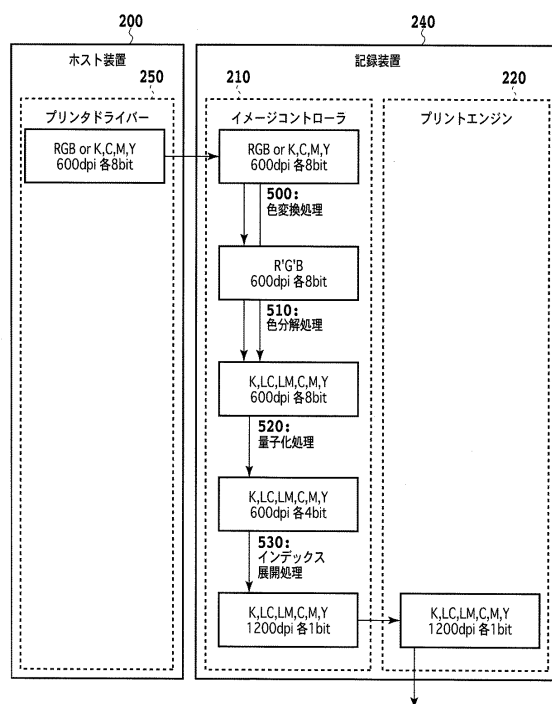 200
240
ホスト装置
記録装置
250
210
220
プリンタドライバー
イメージコントローラ
プリントエンジン
RGB or K,C,M,Y
600dpi 各8bit
RGB or K,C,M,Y
600dpi 各8bit
500:
色変換処理
R'G'B
600dpi 各8bit
510:
色分解処理
K,LC,LM,C,M,Y
600dpi 各8bit
520:
量子化処理
K,LC,LM,C,M,Y
600dpi 各4bit
530:
インデックス
展開処理
K,LC,LM,C,M,Y
1200dpi 各1bit
K,LC,LM,C,M,Y
1200dpi 各1bit